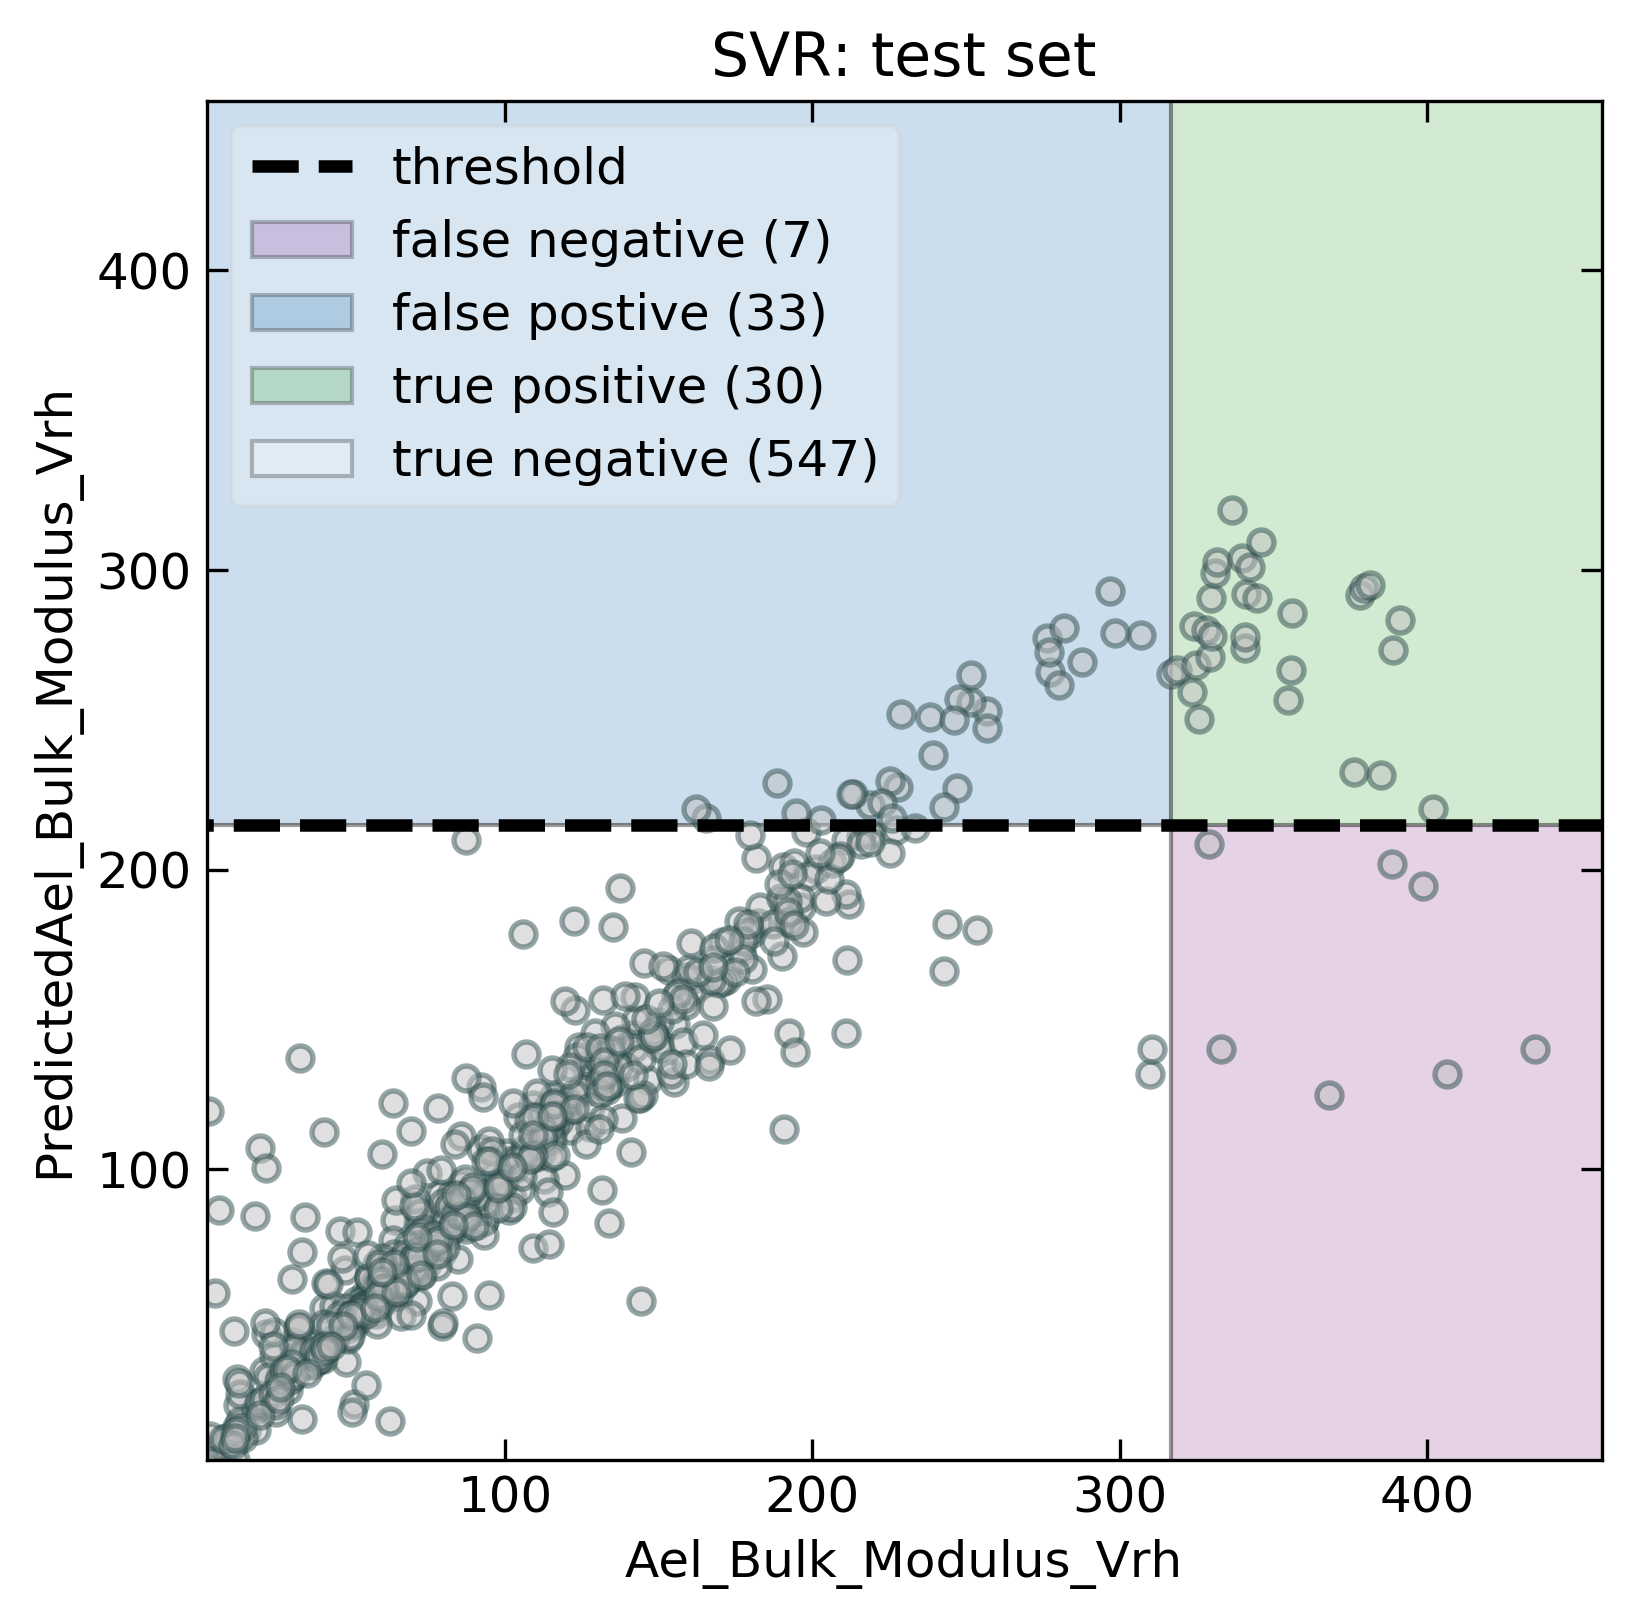 SVR: test set
threshold
false negative (7)
false postive (33)
true positive (30)
true negative (547)
PredictedAel_Bulk_Modulus_Vrh
400
300
200
100
100 200 300 400
Ael_Bulk_Modulus_Vrh